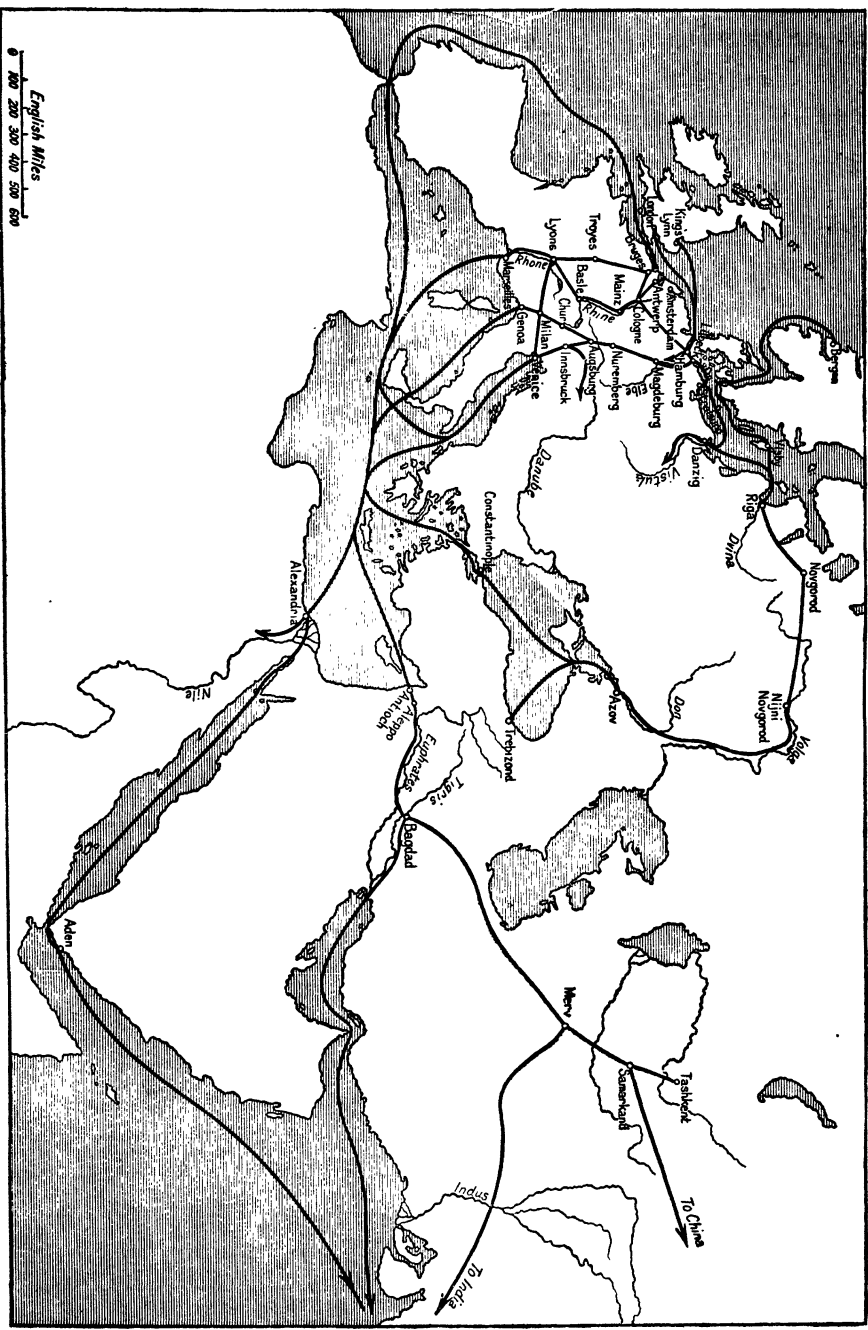 English Miles
0 100 200 300 400 500 600
Bergen
Kings
Lynn
London
Bruges
Amsterdam
Antwerp
Cologne
Hamburg
Magdeburg
Visby
Danzig
Vistula
Riga
Dvina
Novgorod
Nijni
Novgorod
Volga
Troyes
Lyons
Rhone
Marseilles
Basle
Mainz
Rhine
Chur
Milan
Genoa
Venice
Innsbruck
Augsburg
Nuremberg
Elbe
Danube
Constantinople
Don
Azov
Trebizond
Alexandria
Nile
Antioch
Aleppo
Euphrates
Tigris
Bagdad
Aden
Merv
Samarkand
Tashkent
To China
Indus
To India